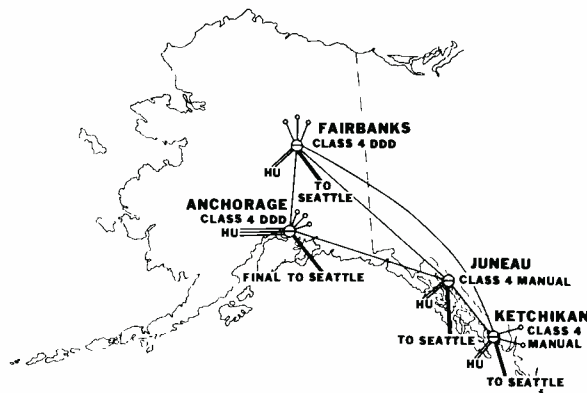 FAIRBANKS
CLASS 4 DDD
HU
TO
SEATTLE
ANCHORAGE
CLASS 4 DDD
HU
FINAL TO SEATTLE
JUNEAU
CLASS 4 MANUAL
HU
TO SEATTLE
KETCHIKAN
CLASS 4
MANUAL
HU
TO SEATTLE